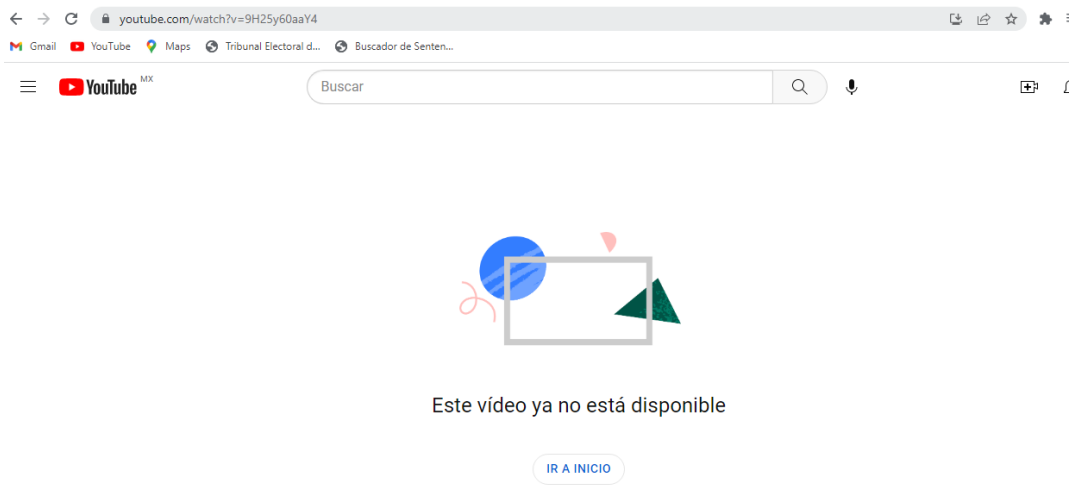 youtube.com/watch?v=9H25y60aaY4
Gmail YouTube Maps Tribunal Electoral d... Buscador de Senten...
YouTube MX Buscar
Este vídeo ya no está disponible
IR A INICIO